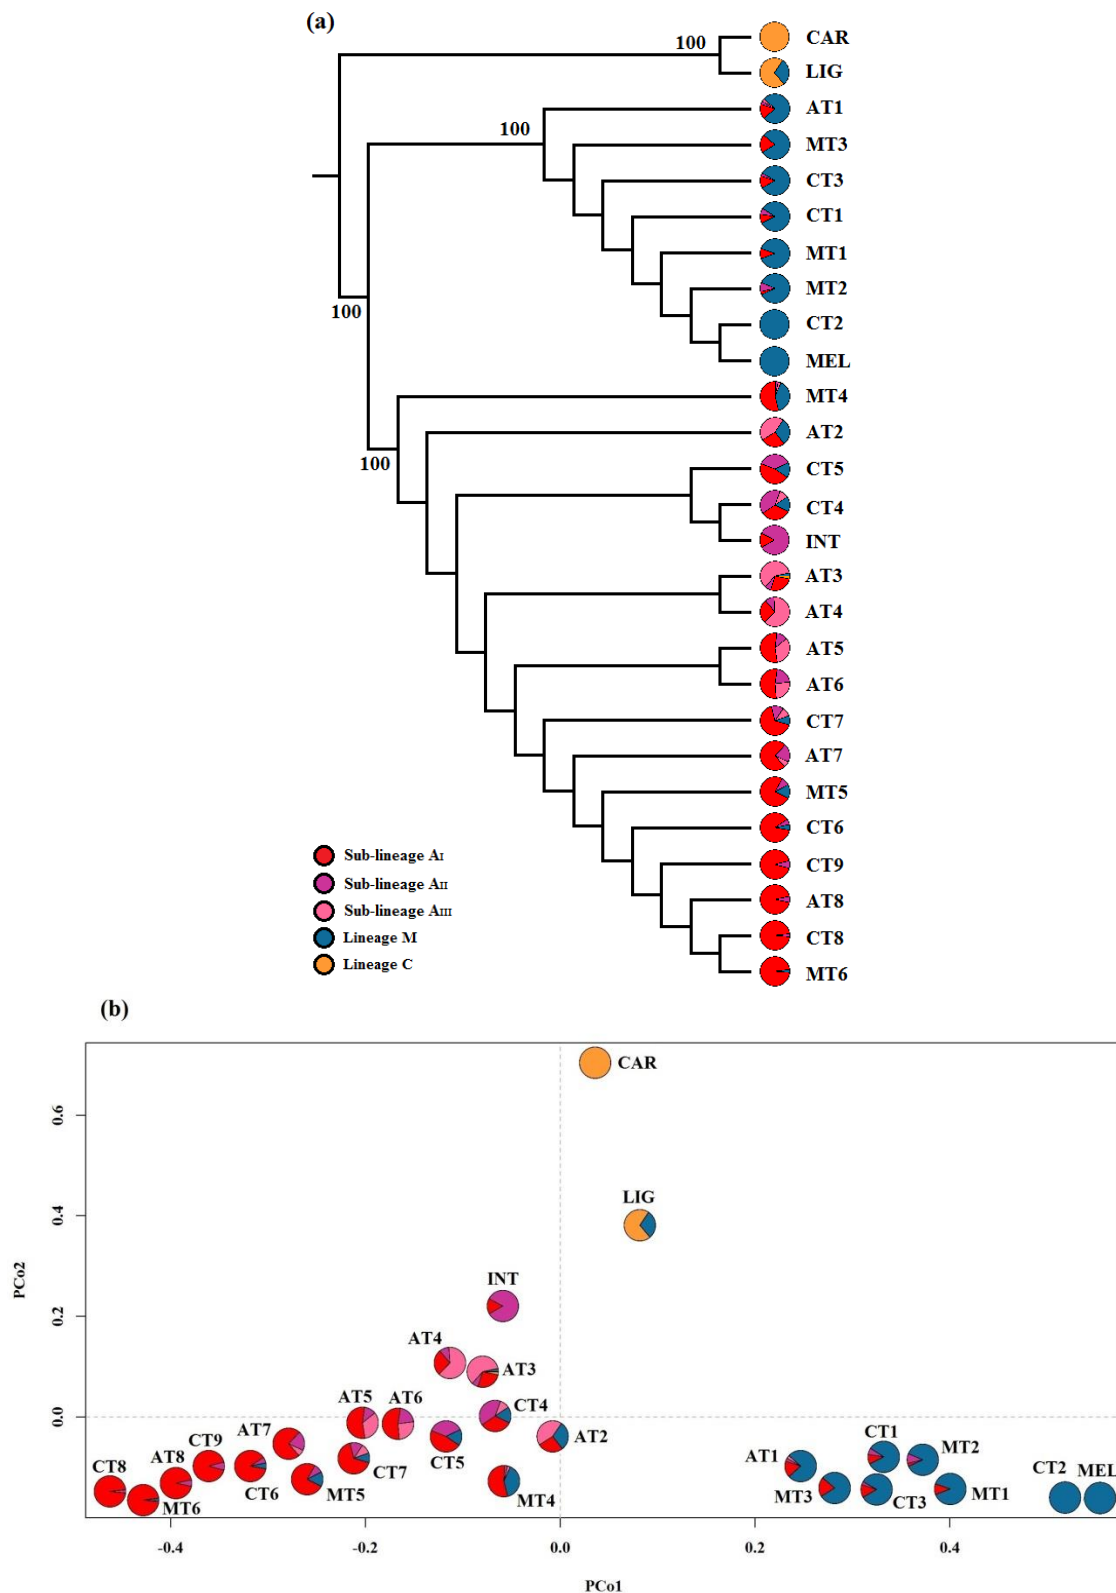 (a)
100
CAR
LIG
AT1
100
MT3
CT3
CT1
MT1
MT2
100
CT2
MEL
MT4
AT2
100
CT5
CT4
INT
AT3
AT4
AT5
AT6
CT7
AT7
MT5
CT6
Sub-lineage AI
CT9
Sub-lineage AII
AT8
Sub-lineage AIII
CT8
Lineage M
MT6
Lineage C
(b)
CAR
0.6
LIG
0.4
PCo2
INT
0.2
AT4
AT3
AT5 AT6
CT4
0.0
AT7
AT2
CT9
CT5
CT1
MT2
AT8
CT7
AT1
CT8
CT6
MT5
MT4
MT3
CT3
MT1
CT2
MEL
MT6
-0.4 -0.2 0.0 0.2 0.4
PCo1